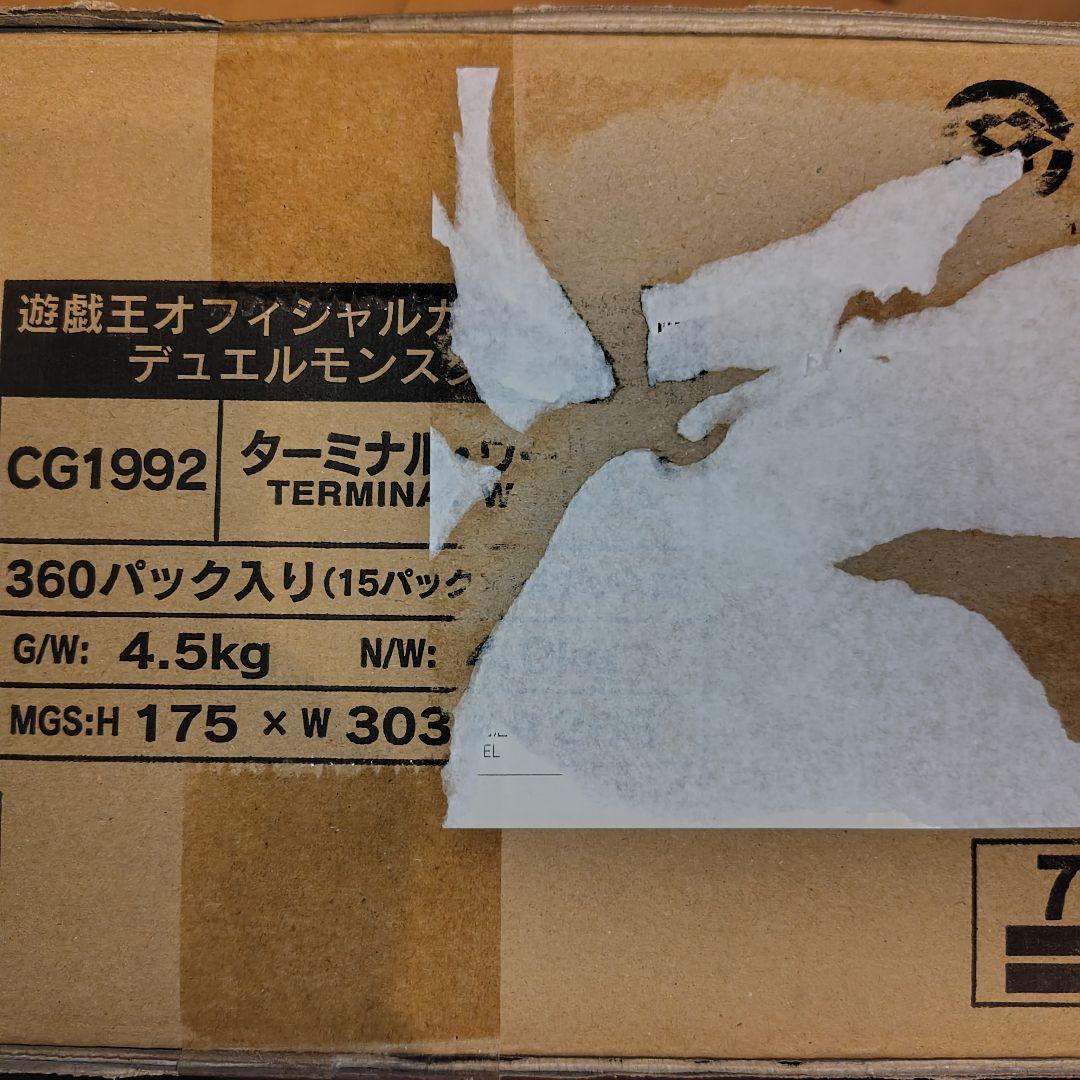 遊戯王オフィシャルカ
デュエルモンスタ
CG1992
ターミナル
TERMINA W
360パック入り(15パック
G/W: 4.5kg N/W:
MGS:H 175 × W 303
EL
7